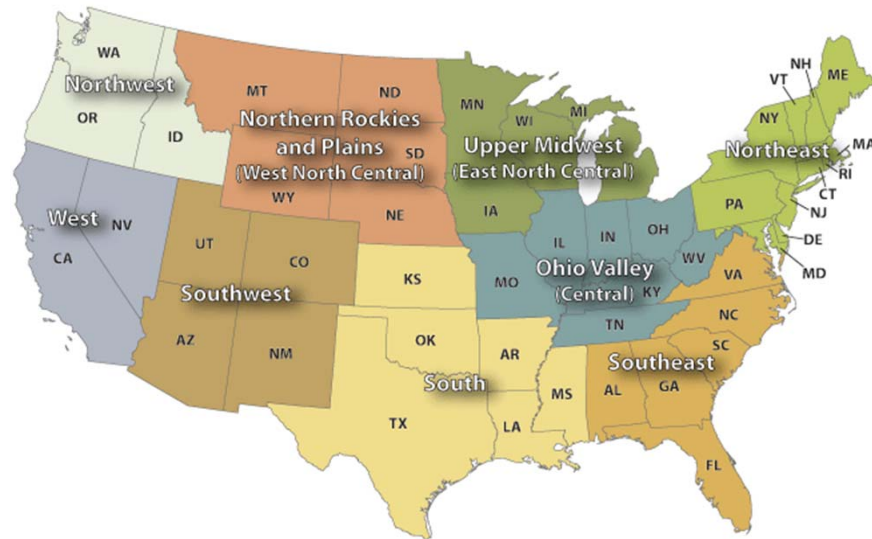 WA
Northwest
OR
ID
MT
ND
Northern Rockies
and Plains
(West North Central)
SD
WY
NE
MN
WI
MI
Upper Midwest
(East North Central)
IA
NH
VT
ME
NY
MA
Northeast
RI
CT
PA
NJ
DE
MD
West
NV
CA
UT
CO
Southwest
AZ
NM
KS
OK
AR
South
MS
TX
LA
IL
IN
OH
WV
MO
Ohio Valley
(Central)
KY
TN
VA
NC
SC
Southeast
AL
GA
FL